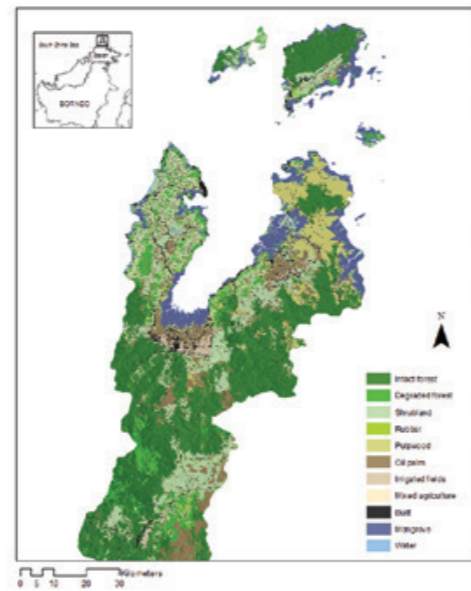 South China Sea
BORNEO
N
Intact forest
Degraded forest
Shrubland
Rubber
Pulpwood
Oil palm
Irrigated fields
Mixed agriculture
Built
Mangrove
Water
0 5 10 20 30
Kilometers